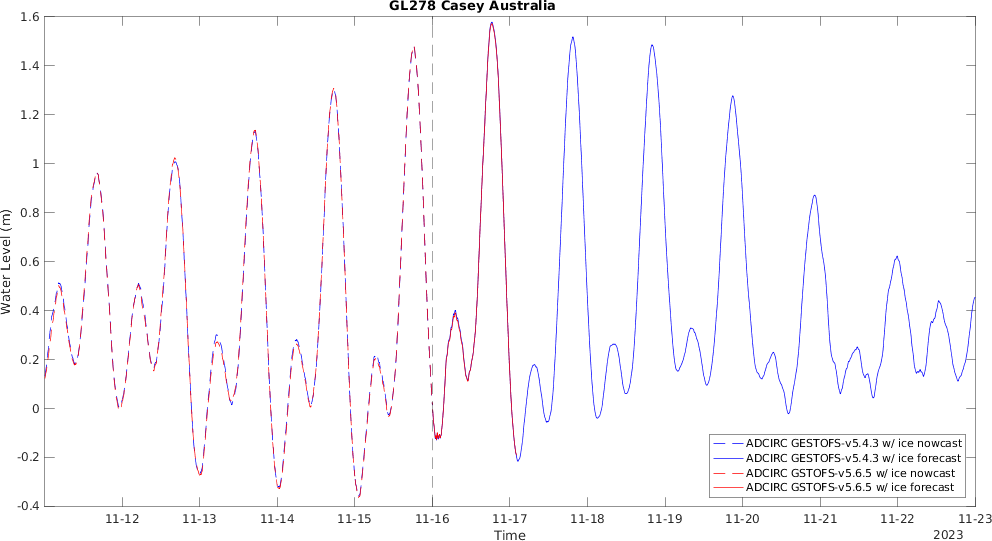 GL278 Casey Australia
1.6
1.4
1.2
1
0.8
0.6
0.4
0.2
0
-0.2
-0.4
Water Level (m)
ADCIRC GESTOFS-v5.4.3 w/ ice nowcast
ADCIRC GESTOFS-v5.4.3 w/ ice forecast
ADCIRC GSTOFS-v5.6.5 w/ ice nowcast
ADCIRC GSTOFS-v5.6.5 w/ ice forecast
11-12 11-13 11-14 11-15 11-16 11-17 11-18 11-19 11-20 11-21 11-22 11-23
Time
2023